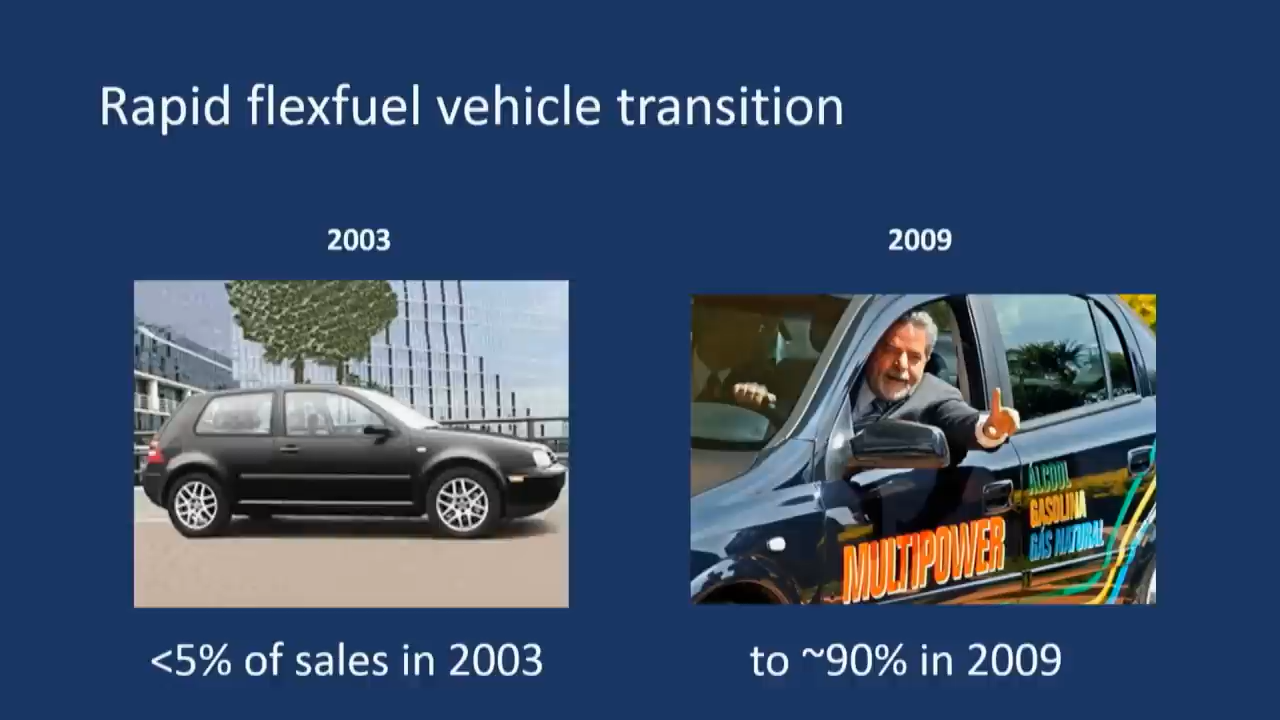 Rapid flexfuel vehicle transition
2003
2009
MULTIPOWER
ÁLCOOL
GASOLINA
GÁS NATURAL
<5% of sales in 2003
to ~90% in 2009